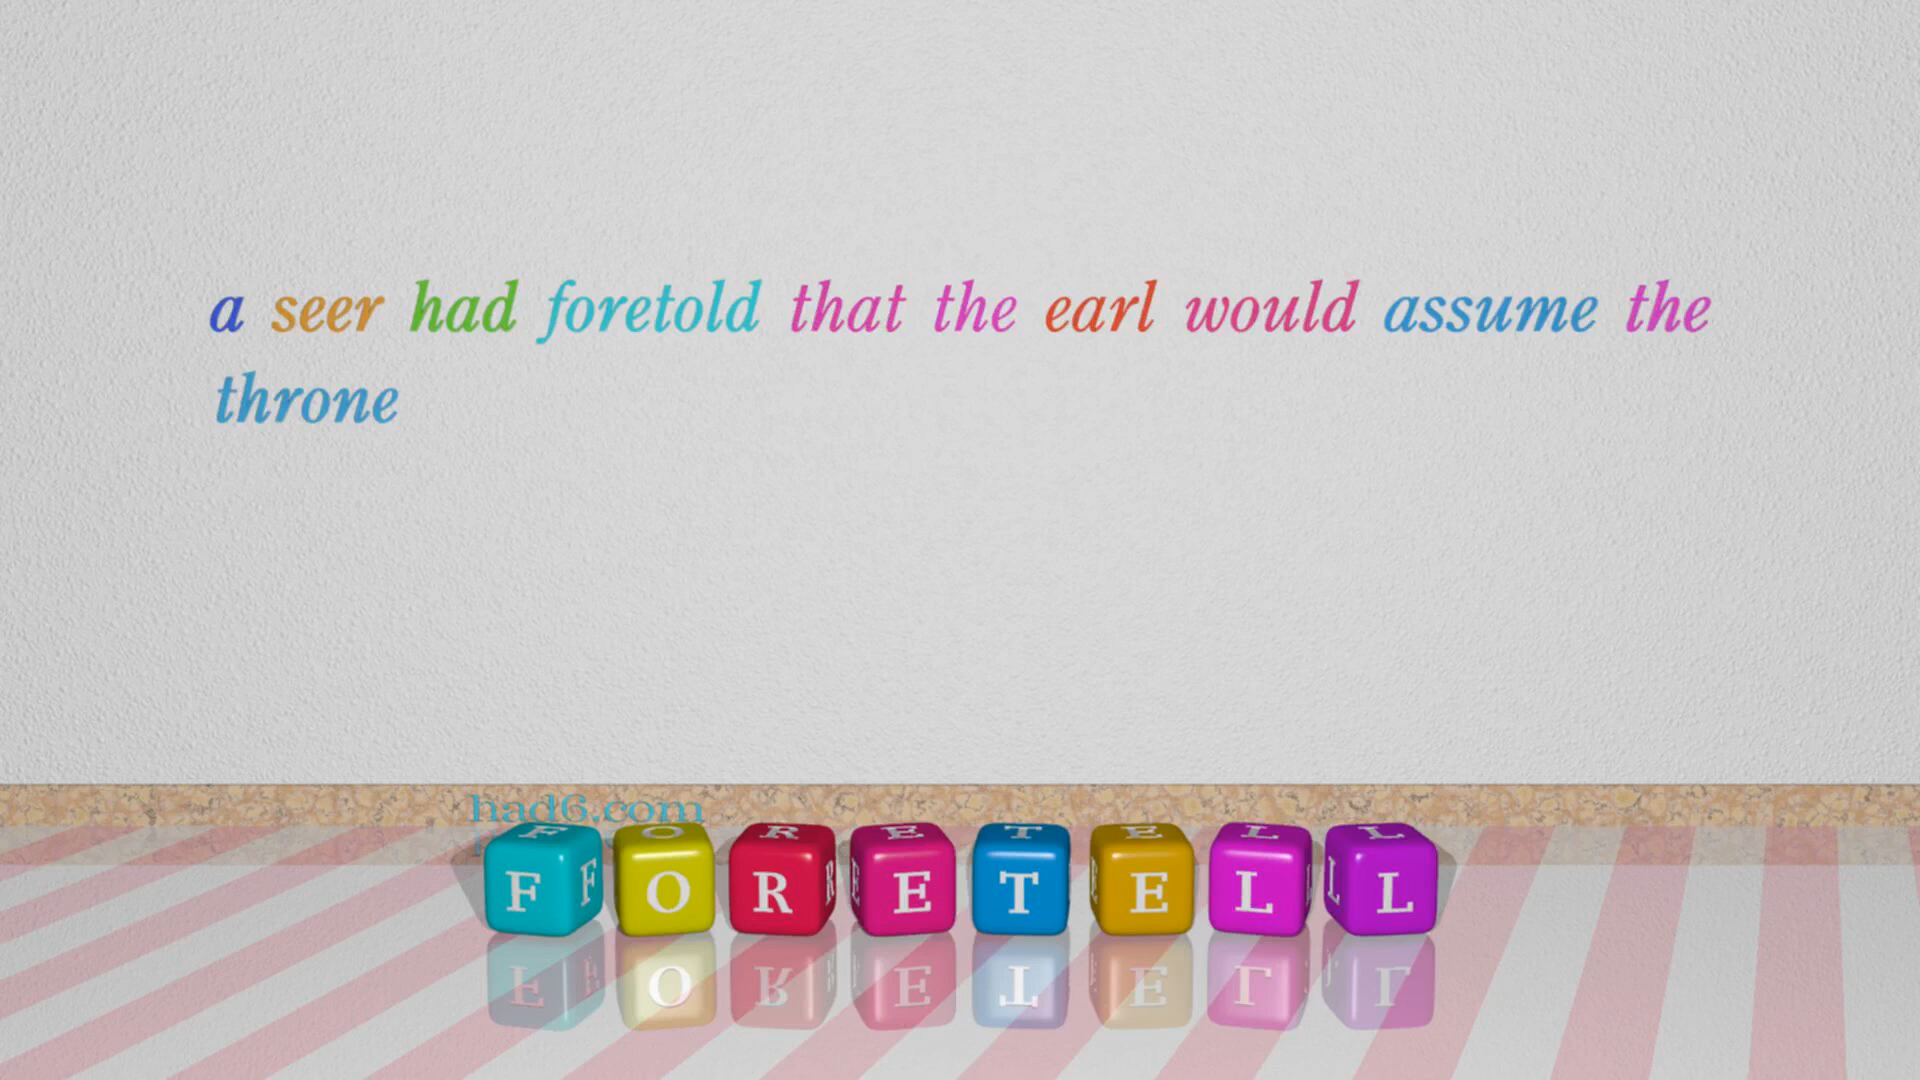 a seer had foretold that the earl would assume the
throne
had6.com
FORETELL